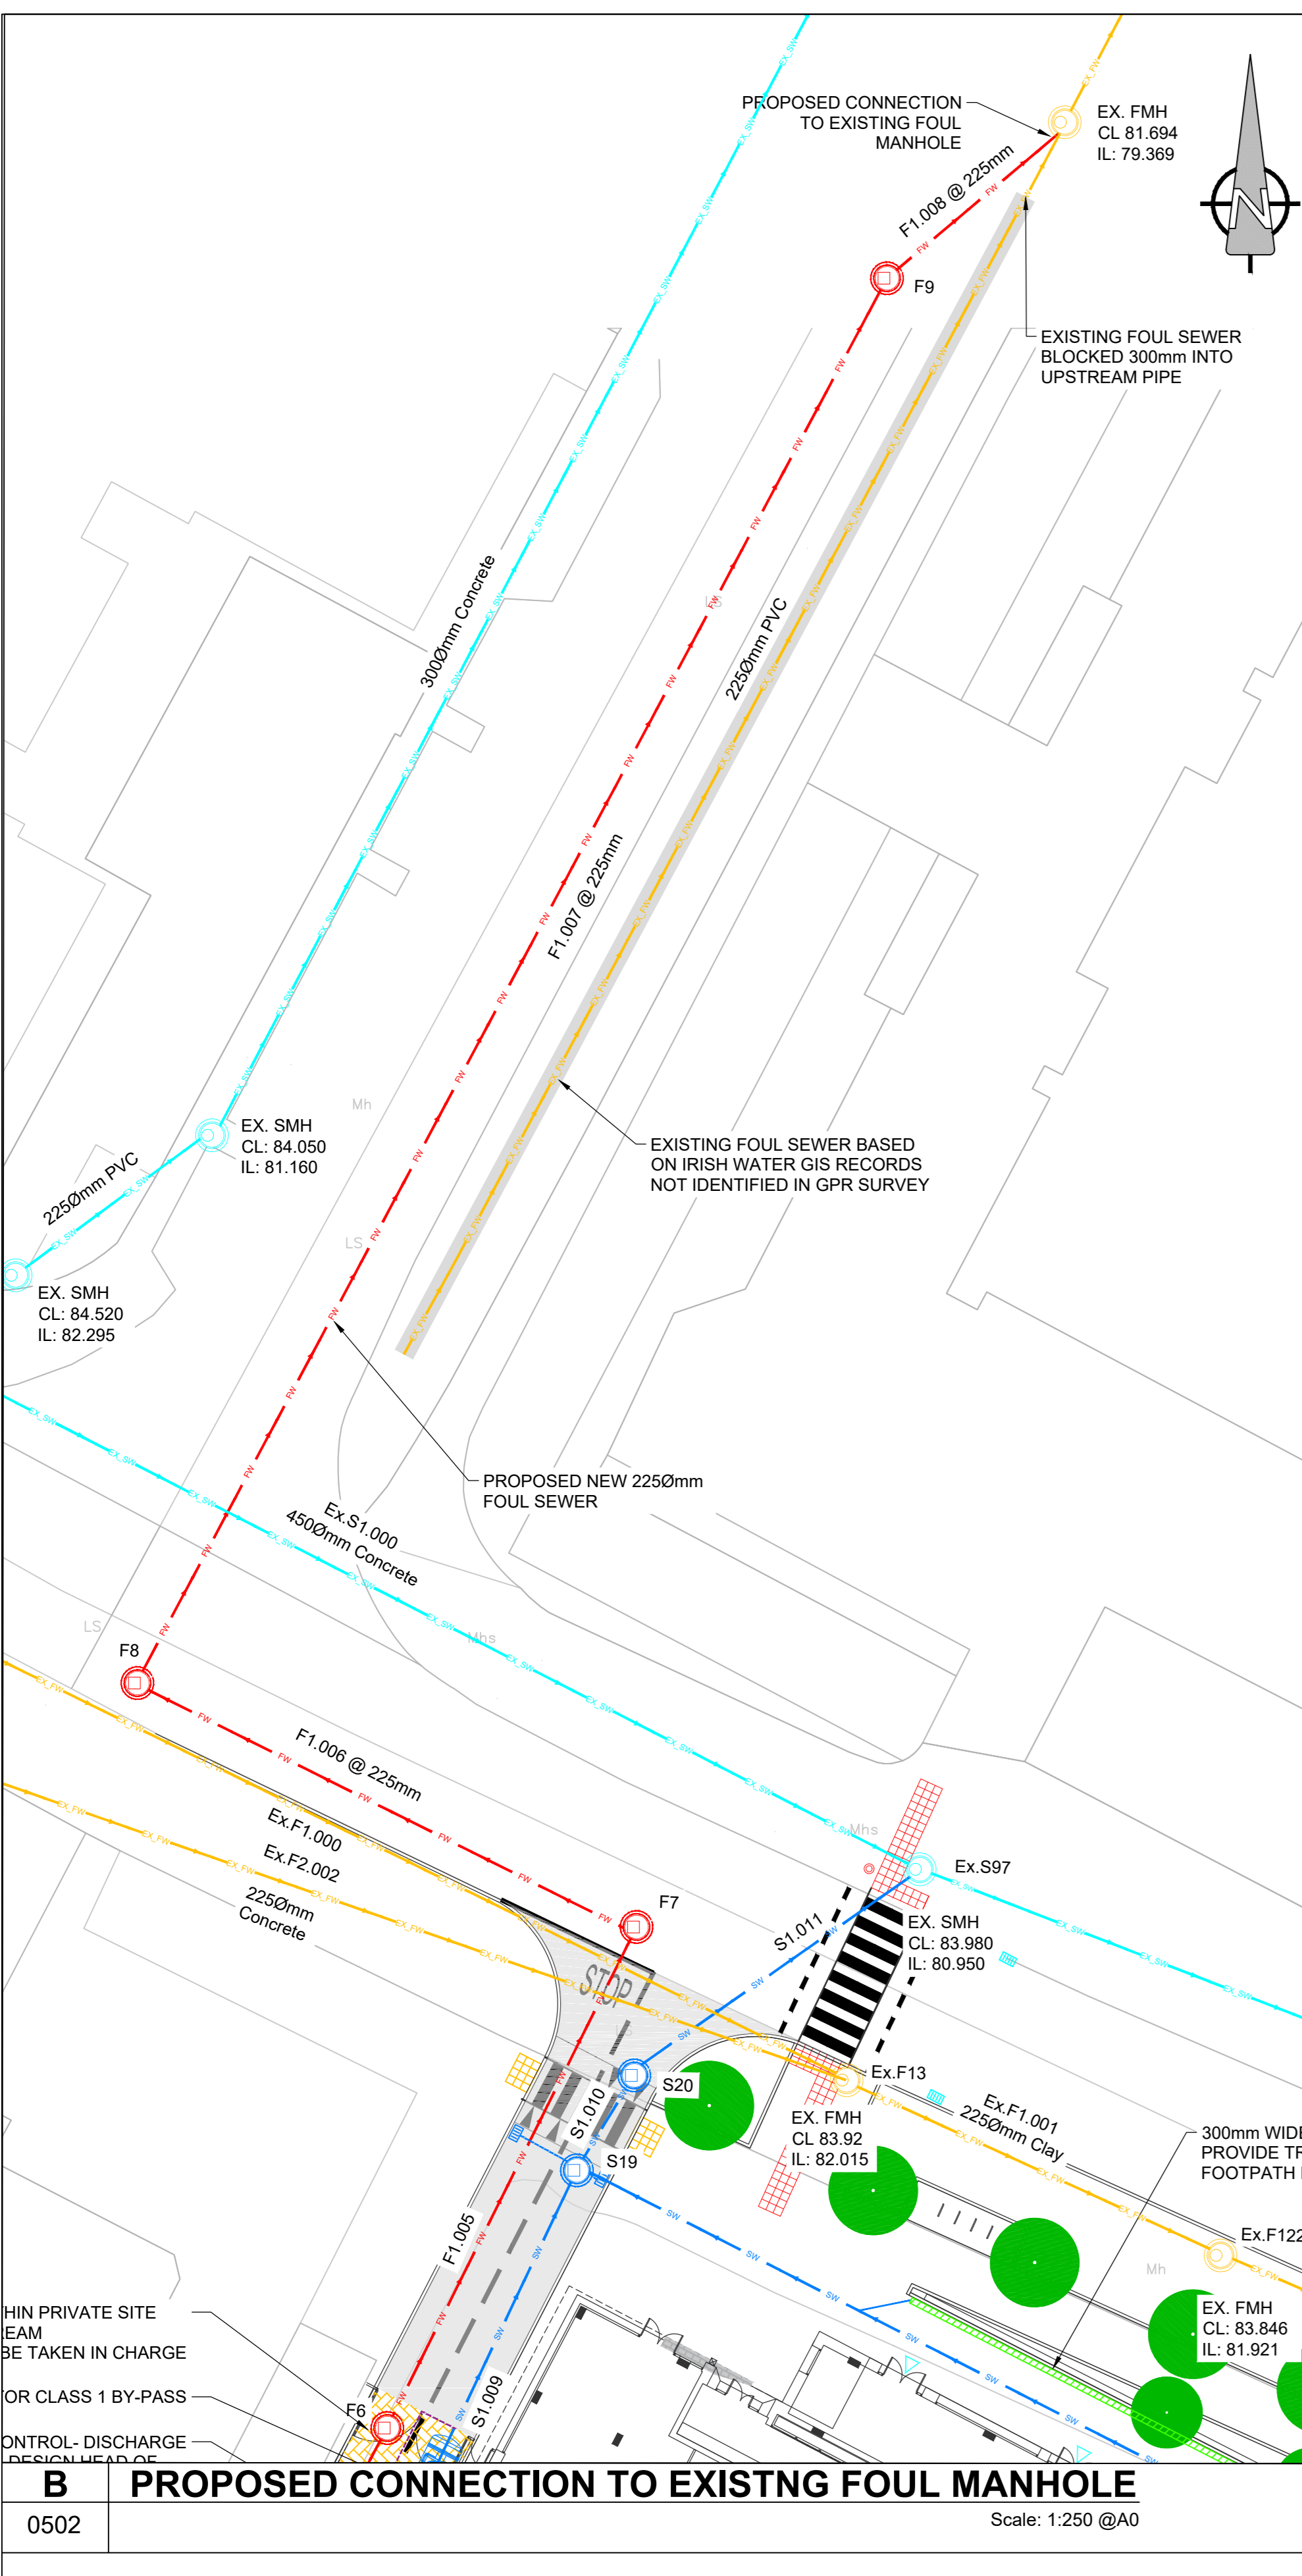 PROPOSED CONNECTION
TO EXISTING FOUL
MANHOLE
EX. FMH
CL 81.694
IL: 79.369
N
F1.008 @ 225mm
F9
EXISTING FOUL SEWER
BLOCKED 300mm INTO
UPSTREAM PIPE
300Ømm Concrete
225Ømm PVC
F1.007 @ 225mm
Mh
EX. SMH
CL: 84.050
IL: 81.160
225Ømm PVC
EXISTING FOUL SEWER BASED
ON IRISH WATER GIS RECORDS
NOT IDENTIFIED IN GPR SURVEY
LS
EX. SMH
CL: 84.520
IL: 82.295
PROPOSED NEW 225Ømm
FOUL SEWER
Ex.S1.000
450Ømm Concrete
LS
Mhs
F8
F1.006 @ 225mm
Ex.F1.000
Ex.F2.002
225Ømm
Concrete
Mhs
Ex.S97
F7
S1.011
EX. SMH
CL: 83.980
IL: 80.950
STOP
Ex.F13
S20
S1.010
EX. FMH
CL 83.92
IL: 82.015
Ex.F1.001
225Ømm Clay
300mm WIDE
PROVIDE TR
FOOTPATH
S19
F1.005
Ex.F122
Mh
EX. FMH
CL: 83.846
IL: 81.921
THIN PRIVATE SITE
REAM
BE TAKEN IN CHARGE
TOR CLASS 1 BY-PASS
F6
S1.009
ONTROL- DISCHARGE
DESIGN HEAD OF
B
PROPOSED CONNECTION TO EXISTNG FOUL MANHOLE
0502
Scale: 1:250 @A0